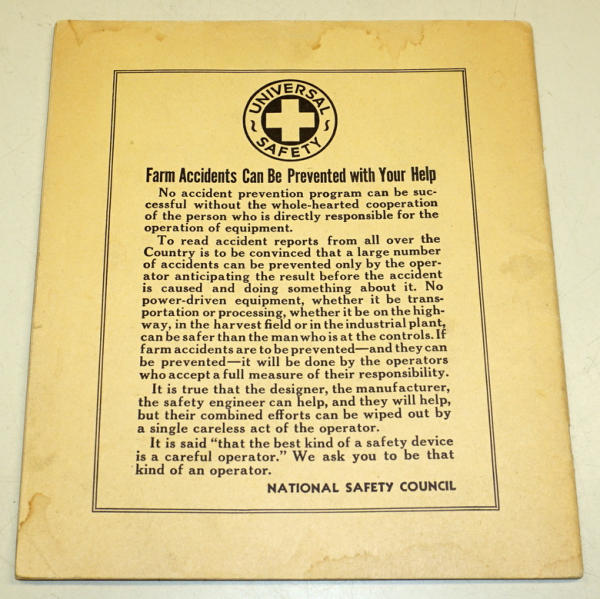 UNIVERSAL
SAFETY
Farm Accidents Can Be Prevented with Your Help
No accident prevention program can be suc-
cessful without the whole-hearted cooperation
of the person who is directly responsible for the
operation of equipment.
To read accident reports from all over the
Country is to be convinced that a large number
of accidents can be prevented only by the oper-
ator anticipating the result before the accident
is caused and doing something about it. No
power-driven equipment, whether it be trans-
portation or processing, whether it be on the high-
way, in the harvest field or in the industrial plant,
can be safer than the man who is at the controls. If
farm accidents are to be prevented—and they can
be prevented—it will be done by the operators
who accept a full measure of their responsibility.
It is true that the designer, the manufacturer,
the safety engineer can help, and they will help,
but their combined efforts can be wiped out by
a single careless act of the operator.
It is said "that the best kind of a safety device
is a careful operator." We ask you to be that
kind of an operator.
NATIONAL SAFETY COUNCIL